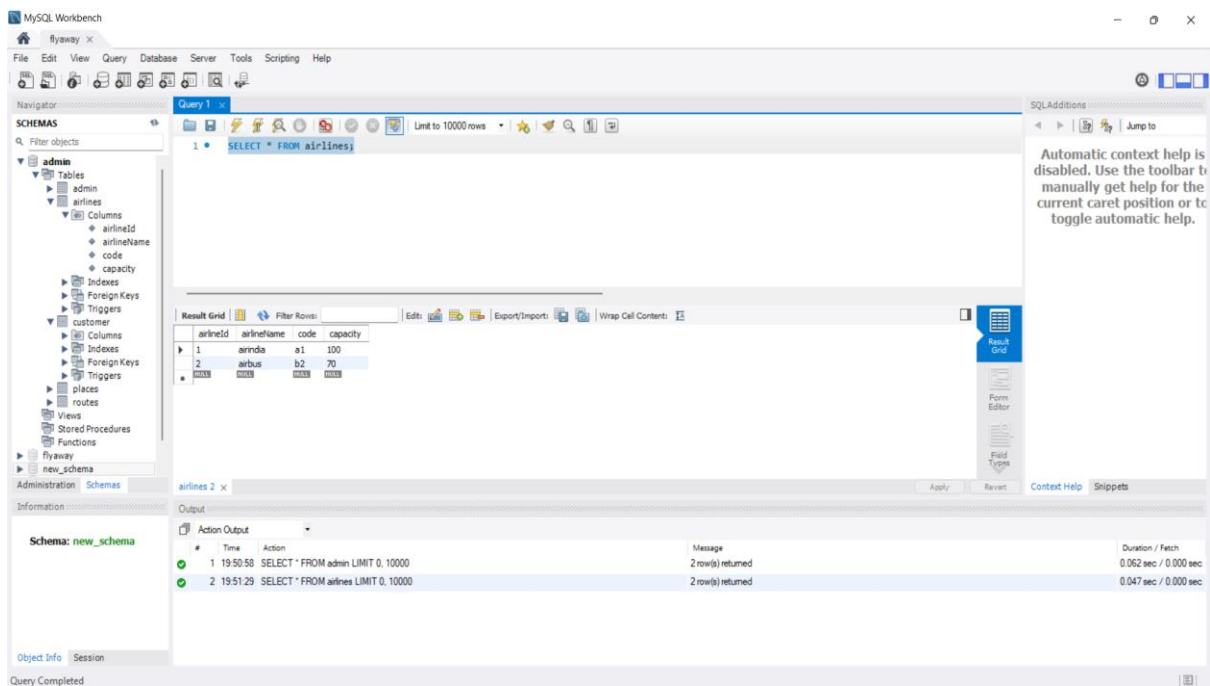 MySQL Workbench
flyaway
File Edit View Query Database Server Tools Scripting Help
Navigator
SCHEMAS
Filter objects
admin
Tables
admin
airlines
Columns
airlineId
airlineName
code
capacity
Indexes
Foreign Keys
Triggers
customer
Columns
Indexes
Foreign Keys
Triggers
places
routes
Views
Stored Procedures
Functions
flyaway
new_schema
Administration Schemas
Information
Schema: new_schema
Object Info Session
Query Completed
Query 1
Limit to 10000 rows
1 SELECT * FROM airlines;
Result Grid Filter Rows: Edit: Export/Import: Wrap Cell Content:
airlineId airlineName code capacity
1 airindia a1 100
2 airbus b2 70
NULL NULL NULL NULL
Result Grid
Form Editor
Field Types
airlines 2 Apply Revert
Output
Action Output
# Time Action Message Duration / Fetch
1 19:50:58 SELECT * FROM admin LIMIT 0, 10000 2 row(s) returned 0.062 sec / 0.000 sec
2 19:51:29 SELECT * FROM airlines LIMIT 0, 10000 2 row(s) returned 0.047 sec / 0.000 sec
SQLAdditions
Jump to
Automatic context help is
disabled. Use the toolbar to
manually get help for the
current caret position or to
toggle automatic help.
Context Help Snippets